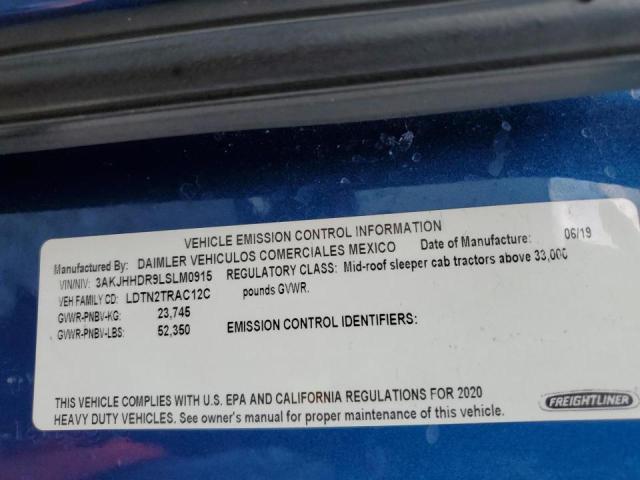 VEHICLE EMISSION CONTROL INFORMATION
Manufactured By: DAIMLER VEHICULOS COMERCIALES MEXICO Date of Manufacture: 06/19
VIN/NIV: 3AKJHHDR9LSLM0915 REGULATORY CLASS: Mid-roof sleeper cab tractors above 33,000
VEH FAMILY CD: LDTN2TRAC12C pounds GVWR.
GVWR-PNBV-KG: 23,745
GVWR-PNBV-LBS: 52,350 EMISSION CONTROL IDENTIFIERS:
THIS VEHICLE COMPLIES WITH U.S. EPA AND CALIFORNIA REGULATIONS FOR 2020
HEAVY DUTY VEHICLES. See owner's manual for proper maintenance of this vehicle.
FREIGHTLINER